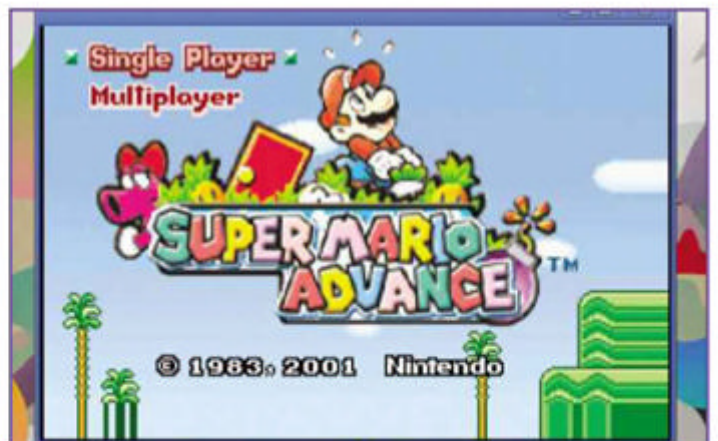 Single Player
Multiplayer
SUPER MARIO
ADVANCE TM
© 1983, 2001 Nintendo